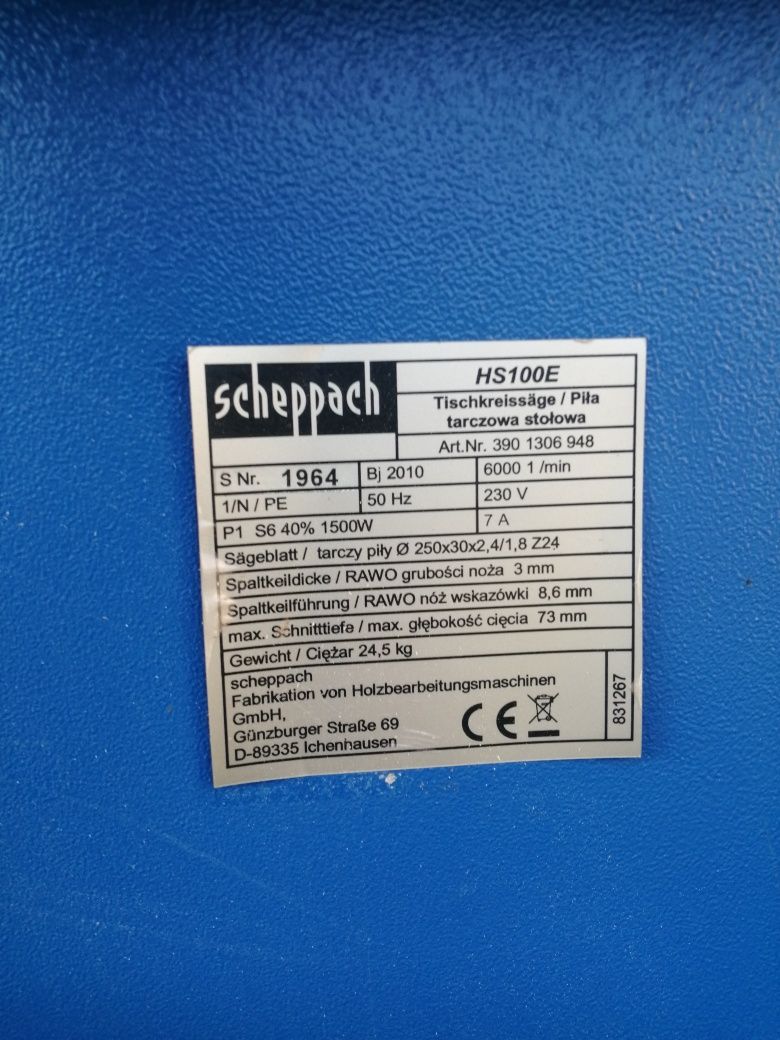 scheppach
HS100E
Tischkreissäge / Piła
tarczowa stołowa
Art.Nr. 390 1306 948
S Nr. 1964 Bj 2010 6000 1 /min
1/N / PE 50 Hz 230 V
P1 S6 40% 1500W 7 A
Sägeblatt / tarczy piły Ø 250x30x2,4/1,8 Z24
Spaltkeildicke / RAWO grubości noża 3 mm
Spaltkeilführung / RAWO nóż wskazówki 8,6 mm
max. Schnitttiefe / max. głębokość cięcia 73 mm
Gewicht / Ciężar 24,5 kg
scheppach
Fabrikation von Holzbearbeitungsmaschinen
GmbH,
Günzburger Straße 69
D-89335 Ichenhausen
CE
831267